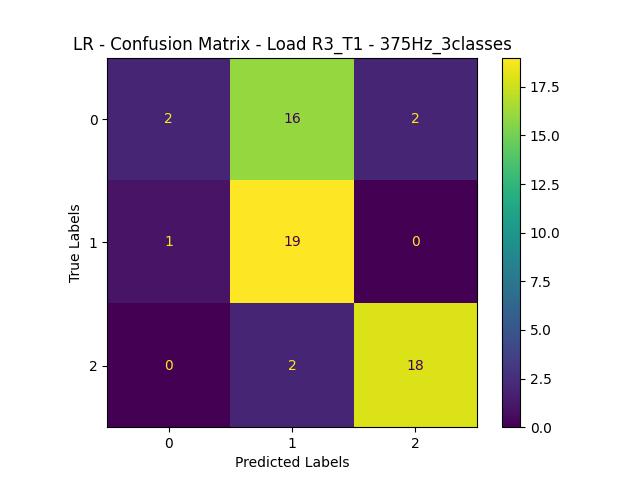 LR - Confusion Matrix - Load R3_T1 - 375Hz_3classes
True Labels
0
1
2
2 16 2
1 19 0
0 2 18
0 1 2
Predicted Labels
17.5
15.0
12.5
10.0
7.5
5.0
2.5
0.0